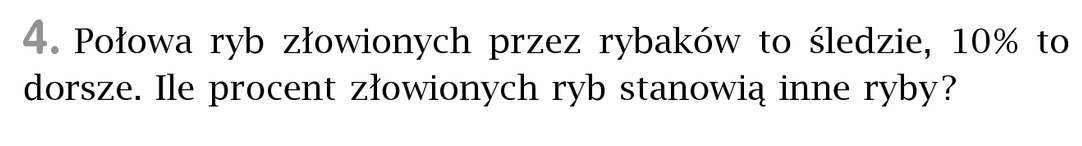 4. Połowa ryb złowionych przez rybaków to śledzie, 10% to
dorsze. Ile procent złowionych ryb stanowią inne ryby?